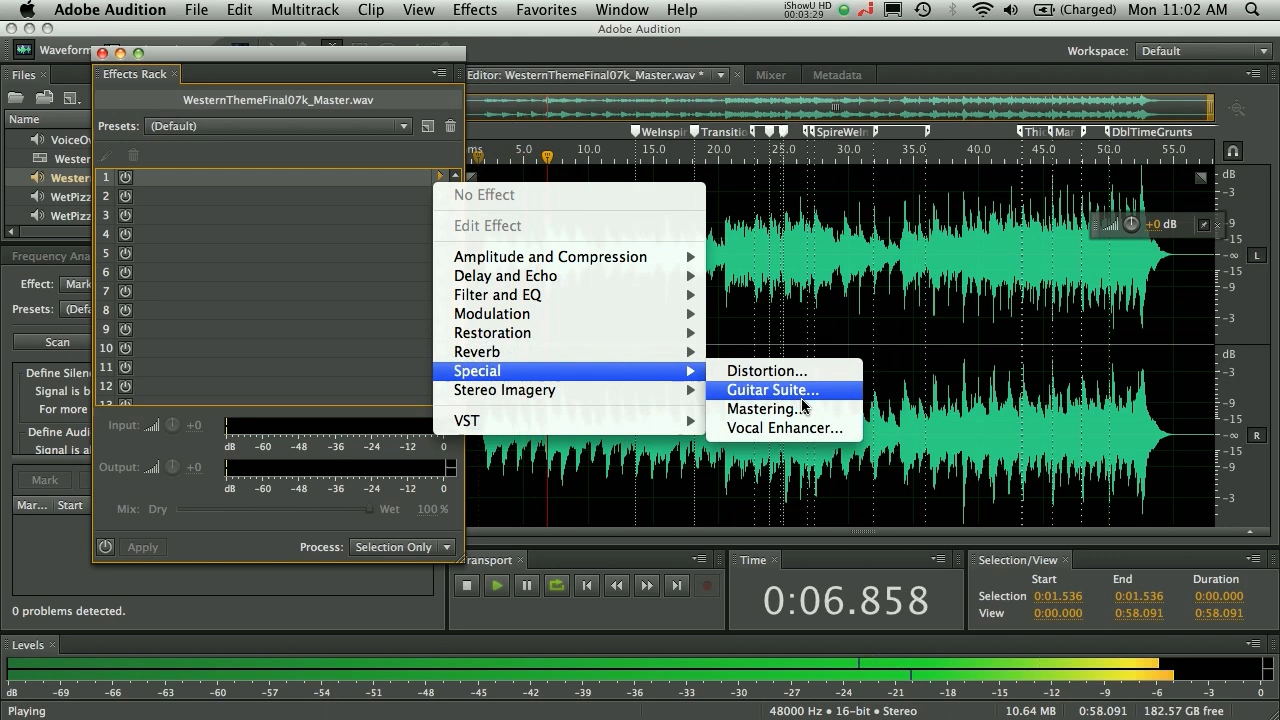 Adobe Audition File Edit Multitrack Clip View Effects Favorites Window Help iShowU HD 00:03:29 (Charged) Mon 11:02 AM
Adobe Audition
Waveform
Workspace: Default
Files
Effects Rack
Editor: WesternThemeFinal07k_Master.wav * Mixer Metadata
WesternThemeFinal07k_Master.wav
Name
Presets: (Default)
VoiceOv
Wester
Wester
WetPizz
WetPizz
WeInspir Transitio SpireWeIn Thic Mar DblTimeGrunts
ms 5.0 10.0 15.0 20.0 25.0 30.0 35.0 40.0 45.0 50.0 55.0
1
2
3
4
5
6
7
8
9
10
11
12
13
No Effect
Edit Effect
Amplitude and Compression
Delay and Echo
Filter and EQ
Modulation
Restoration
Reverb
Special
Stereo Imagery
VST
Distortion...
Guitar Suite...
Mastering...
Vocal Enhancer...
+0 dB
dB
-3
-9
-15
-∞
-15
-9
-3
L
dB
-3
-9
-15
-∞
-15
-9
-3
R
Frequency Ana
Effect: Mark
Presets: (Defa
Scan
Define Silen
Signal is b
For more
Define Audi
Signal is a
Mark
Mar... Start
0 problems detected.
Input: +0
dB -60 -48 -36 -24 -12 0
Output: +0
dB -60 -48 -36 -24 -12 0
Mix: Dry Wet 100 %
Apply Process: Selection Only
Transport
Time
0:06.858
Selection/View
Start End Duration
Selection 0:01.536 0:01.536 0:00.000
View 0:00.000 0:58.091 0:58.091
Levels
dB -69 -66 -63 -60 -57 -54 -51 -48 -45 -42 -39 -36 -33 -30 -27 -24 -21 -18 -15 -12 -9 -6 -3 0
Playing 48000 Hz • 16-bit • Stereo 10.64 MB 0:58.091 182.57 GB free